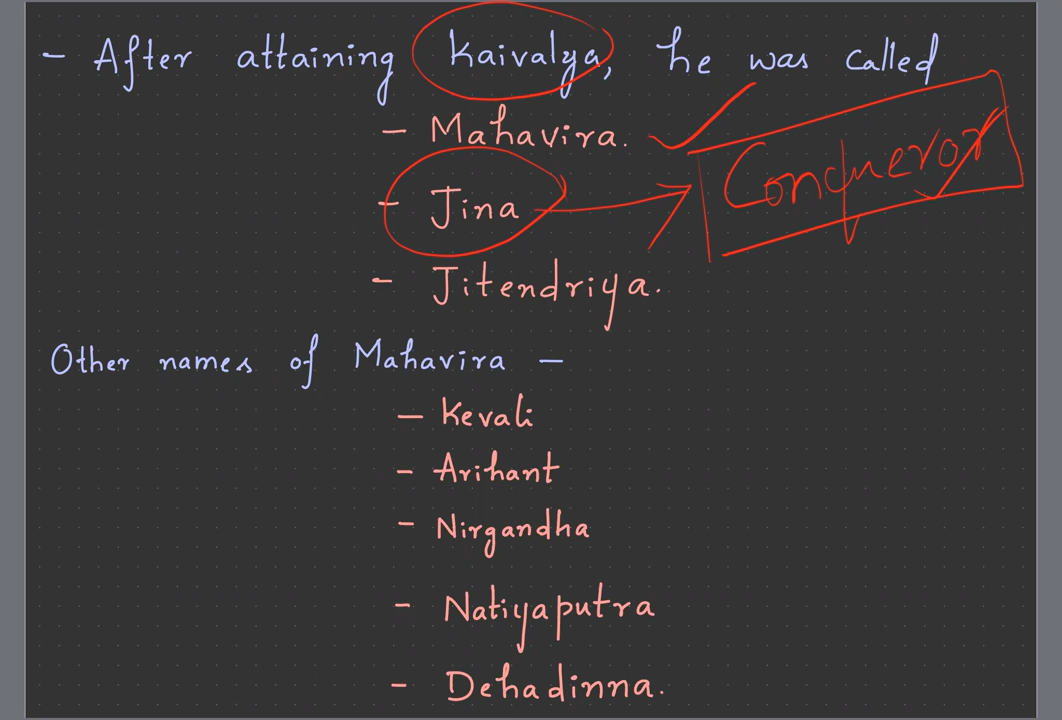 - After attaining Kaivalya, he was called
- Mahavira.
- Jina → Conqueror
- Jitendriya.
Other names of Mahavira -
- Kevali
- Arihant
- Nirgandha
- Natiyaputra
- Dehadinna.